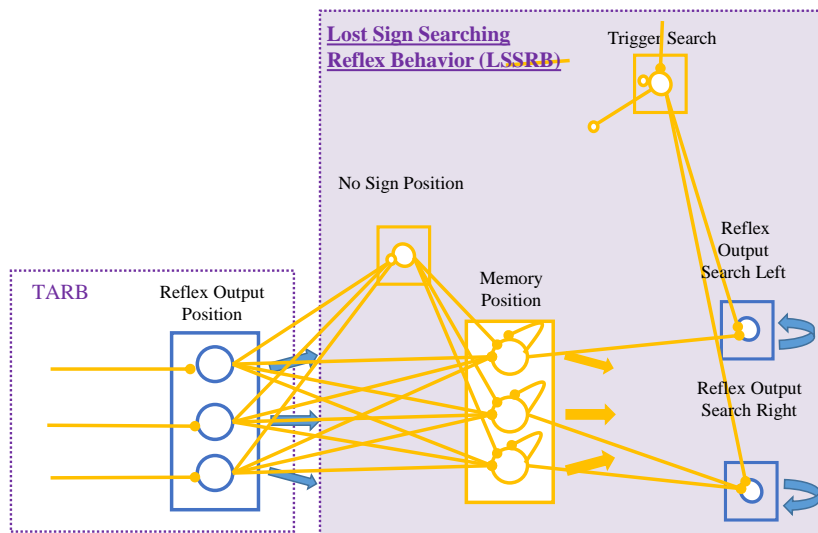 Lost Sign Searching
Reflex Behavior (LSSRB)
Trigger Search
No Sign Position
Reflex
Output
Search Left
TARB
Reflex Output
Position
Memory
Position
Reflex Output
Search Right